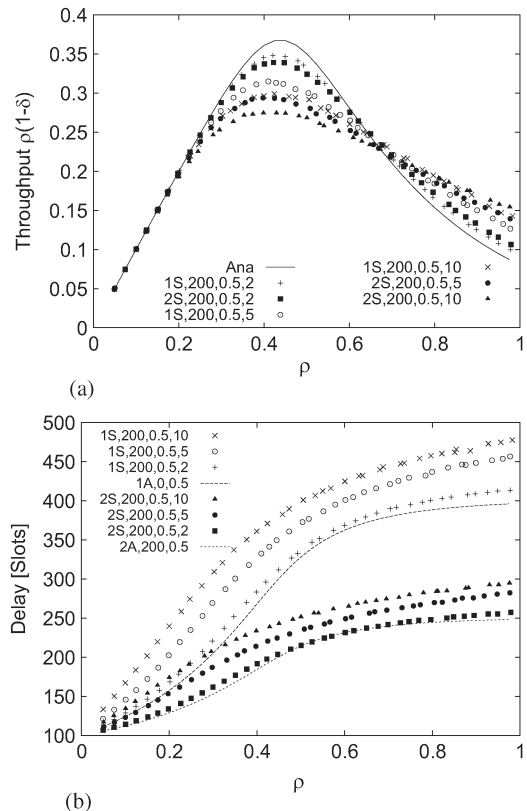 0.4
0.35
0.3
0.25
0.2
0.15
0.1
0.05
0
Throughput ρ(1-δ)
Ana
1S,200,0.5,2
2S,200,0.5,2
1S,200,0.5,5
1S,200,0.5,10
2S,200,0.5,5
2S,200,0.5,10
0 0.2 0.4 0.6 0.8 1
ρ
(a)
500
450
400
350
300
250
200
150
100
Delay [Slots]
1S,200,0.5,10
1S,200,0.5,5
1S,200,0.5,2
1A,0,0.5
2S,200,0.5,10
2S,200,0.5,5
2S,200,0.5,2
2A,200,0.5
0 0.2 0.4 0.6 0.8 1
ρ
(b)